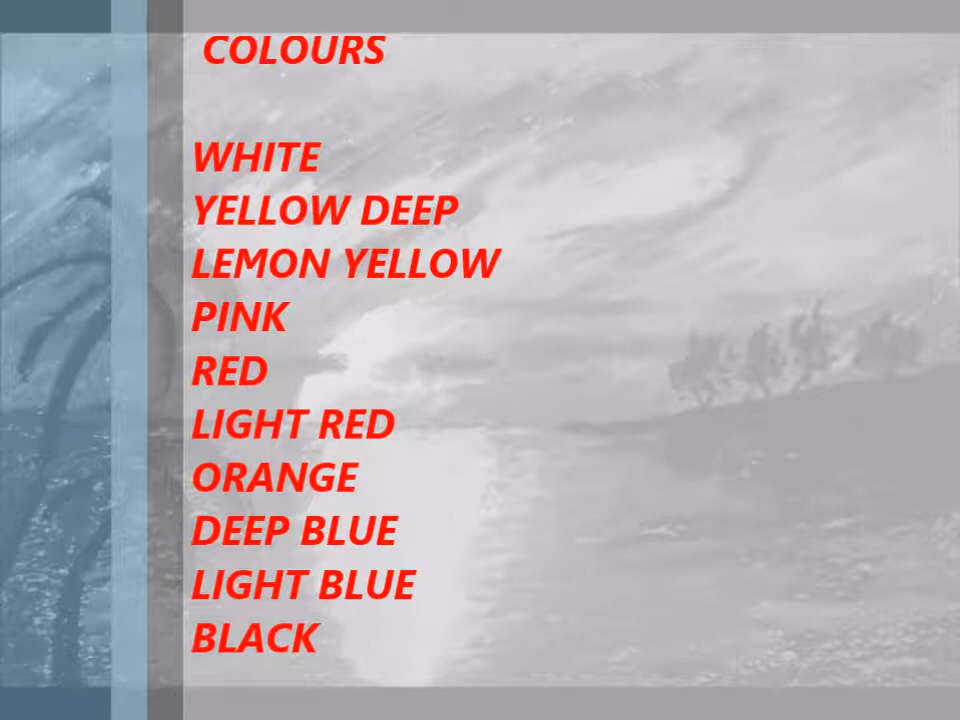 COLOURS
WHITE
YELLOW DEEP
LEMON YELLOW
PINK
RED
LIGHT RED
ORANGE
DEEP BLUE
LIGHT BLUE
BLACK